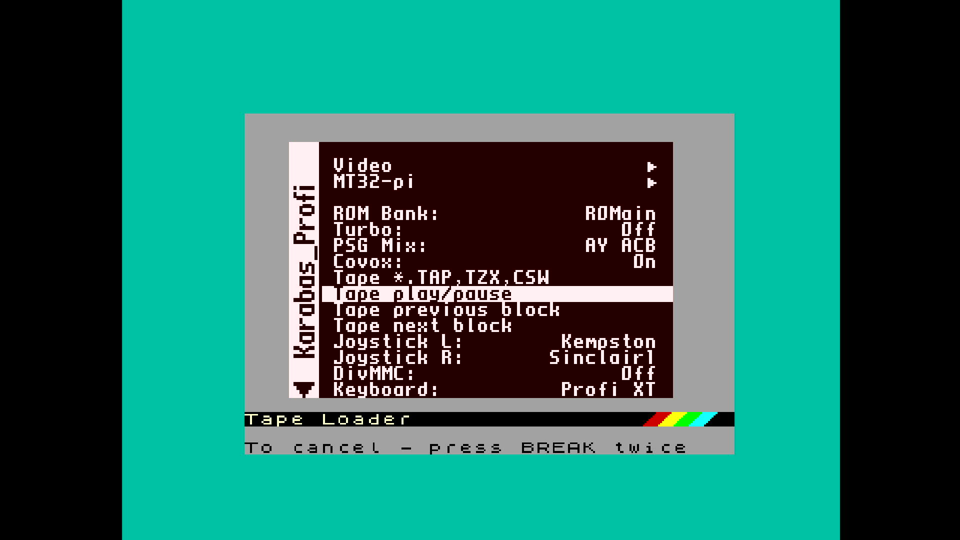 Karabas_Profi
Video
MT32-pi
ROM Bank: ROMain
Turbo: Off
PSG Mix: AY ACB
Covox: On
Tape *.TAP,TZX,CSW
Tape play/pause
Tape previous block
Tape next block
Joystick L: Kempston
Joystick R: Sinclair1
DivMMC: Off
Keyboard: Profi XT
Tape Loader
To cancel - press BREAK twice